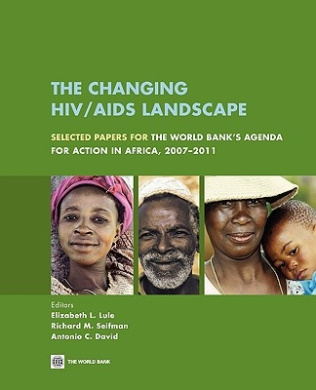 THE CHANGING
HIV/AIDS LANDSCAPE
SELECTED PAPERS FOR THE WORLD BANK'S AGENDA
FOR ACTION IN AFRICA, 2007–2011
Editors
Elizabeth L. Lule
Richard M. Seifman
Antonio C. David
THE WORLD BANK